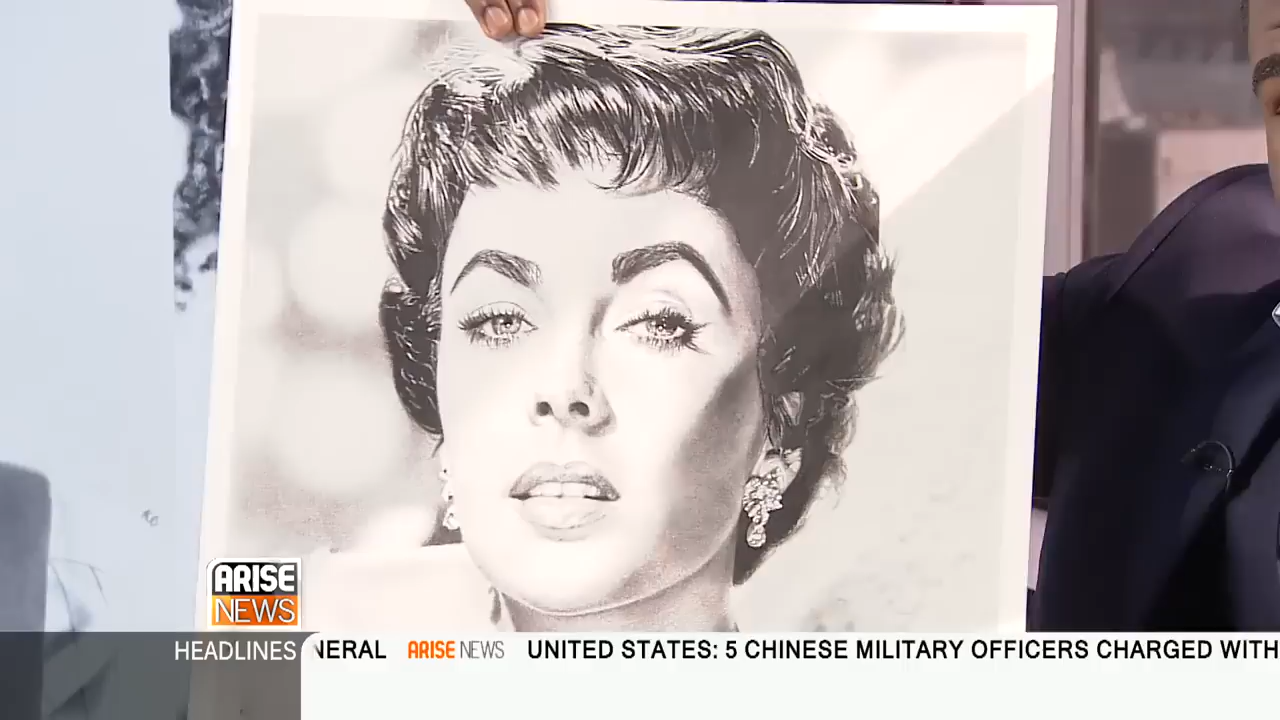 ARISE
NEWS
HEADLINES NERAL ARISE NEWS UNITED STATES: 5 CHINESE MILITARY OFFICERS CHARGED WITH